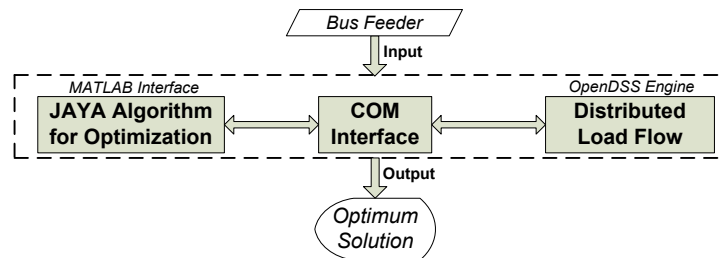 Bus Feeder
Input
MATLAB Interface
OpenDSS Engine
JAYA Algorithm
for Optimization
COM
Interface
Distributed
Load Flow
Output
Optimum
Solution